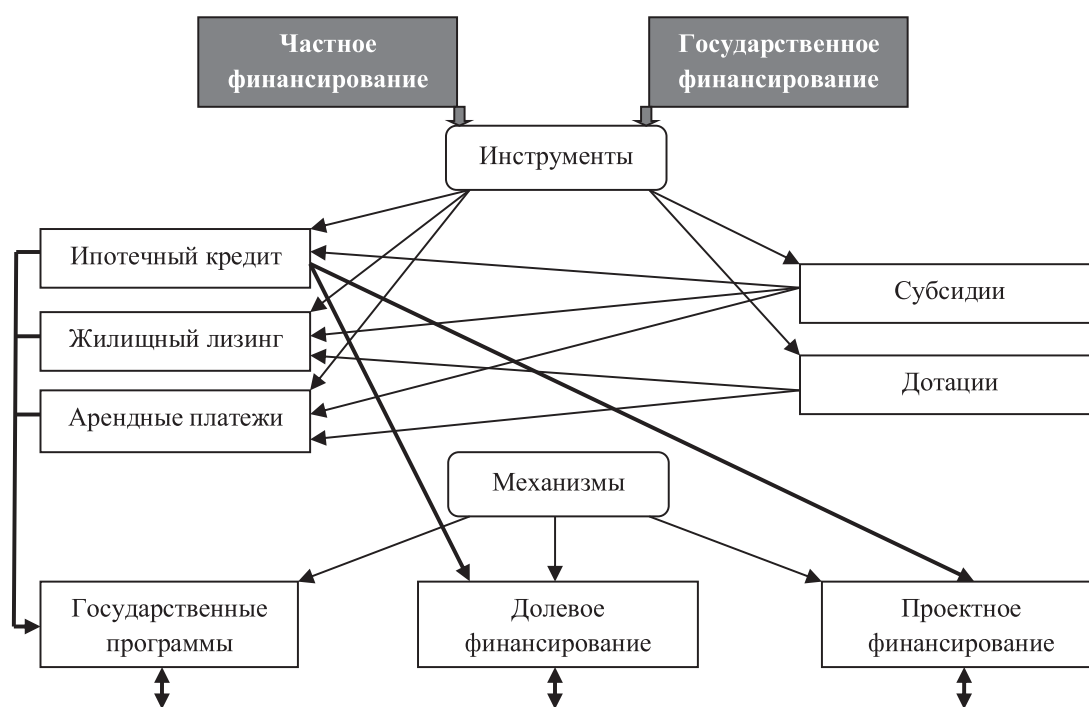 Частное
финансирование
Государственное
финансирование
Инструменты
Ипотечный кредит
Субсидии
Жилищный лизинг
Дотации
Арендные платежи
Механизмы
Государственные
программы
Долевое
финансирование
Проектное
финансирование